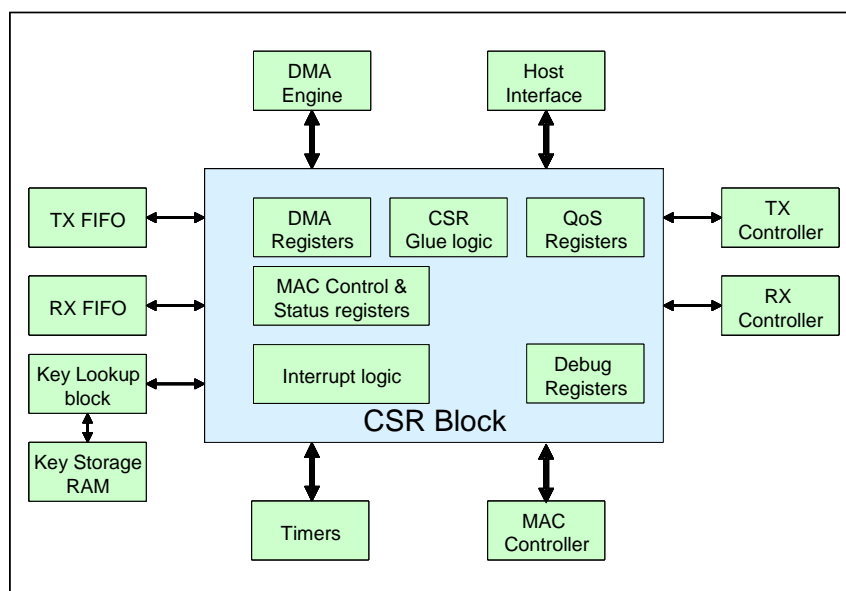 DMA
Engine
Host
Interface
TX FIFO
DMA
Registers
CSR
Glue logic
QoS
Registers
TX
Controller
RX FIFO
MAC Control &
Status registers
RX
Controller
Key Lookup
block
Interrupt logic
Debug
Registers
CSR Block
Key Storage
RAM
Timers
MAC
Controller